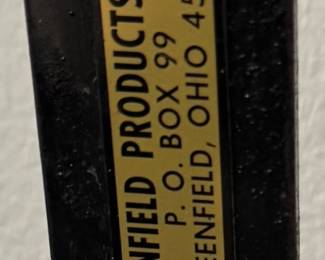 NFIELD PRODUCTS
P. O. BOX 99
EENFIELD, OHIO 45